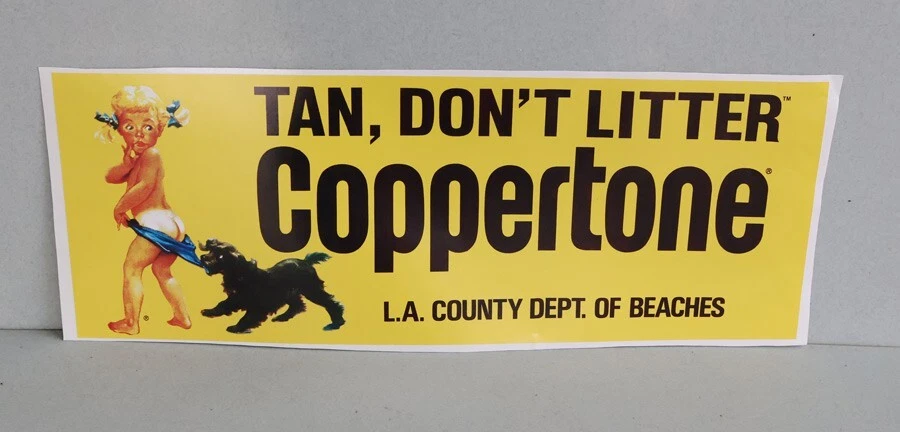 TAN, DON'T LITTER™
Coppertone®
L.A. COUNTY DEPT. OF BEACHES
®